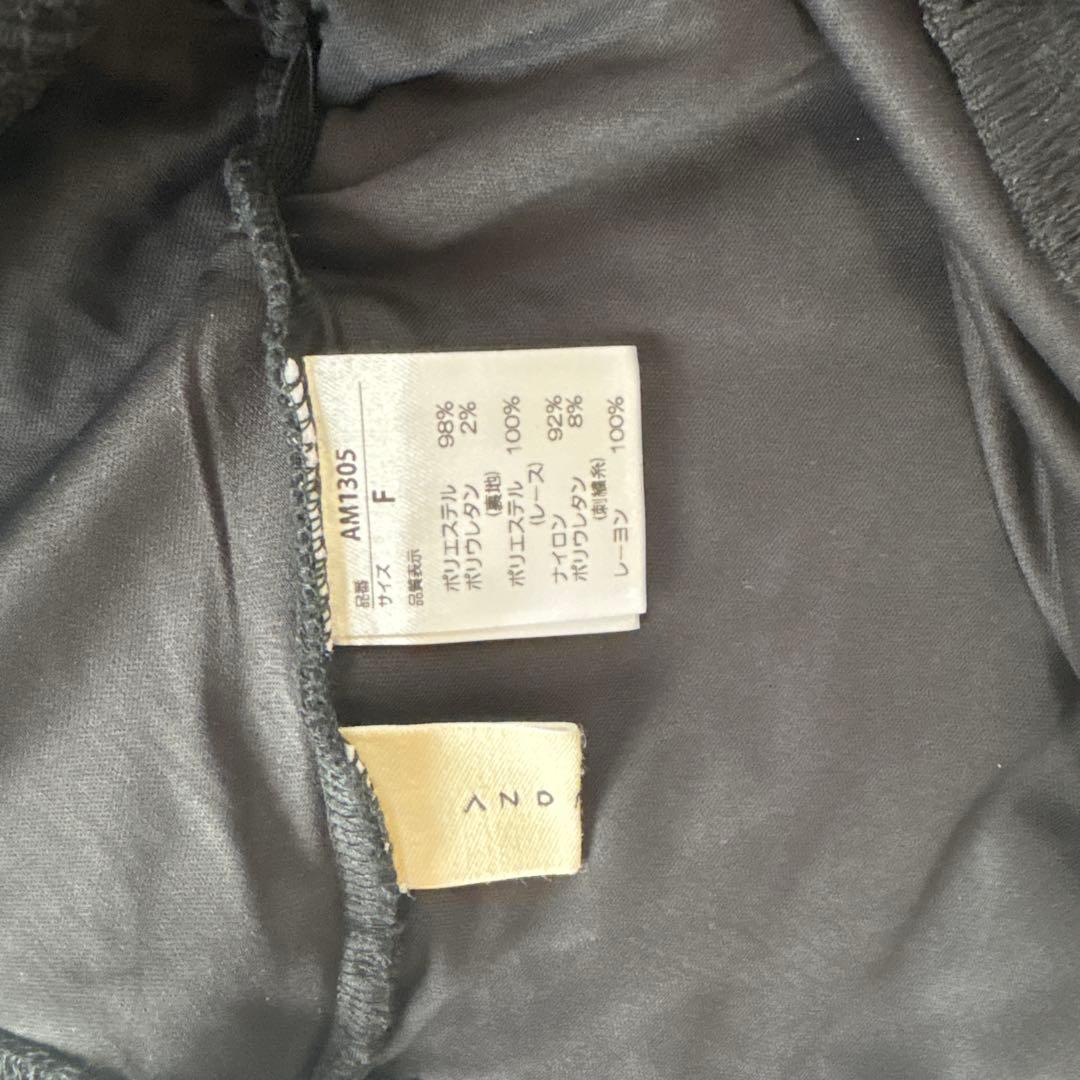 品番 AM1305
サイズ F
品質表示
ポリエステル 98%
ポリウレタン 2%
(裏地)
ポリエステル 100%
(レース)
ナイロン 92%
ポリウレタン 8%
(刺繍糸)
レーヨン 100%